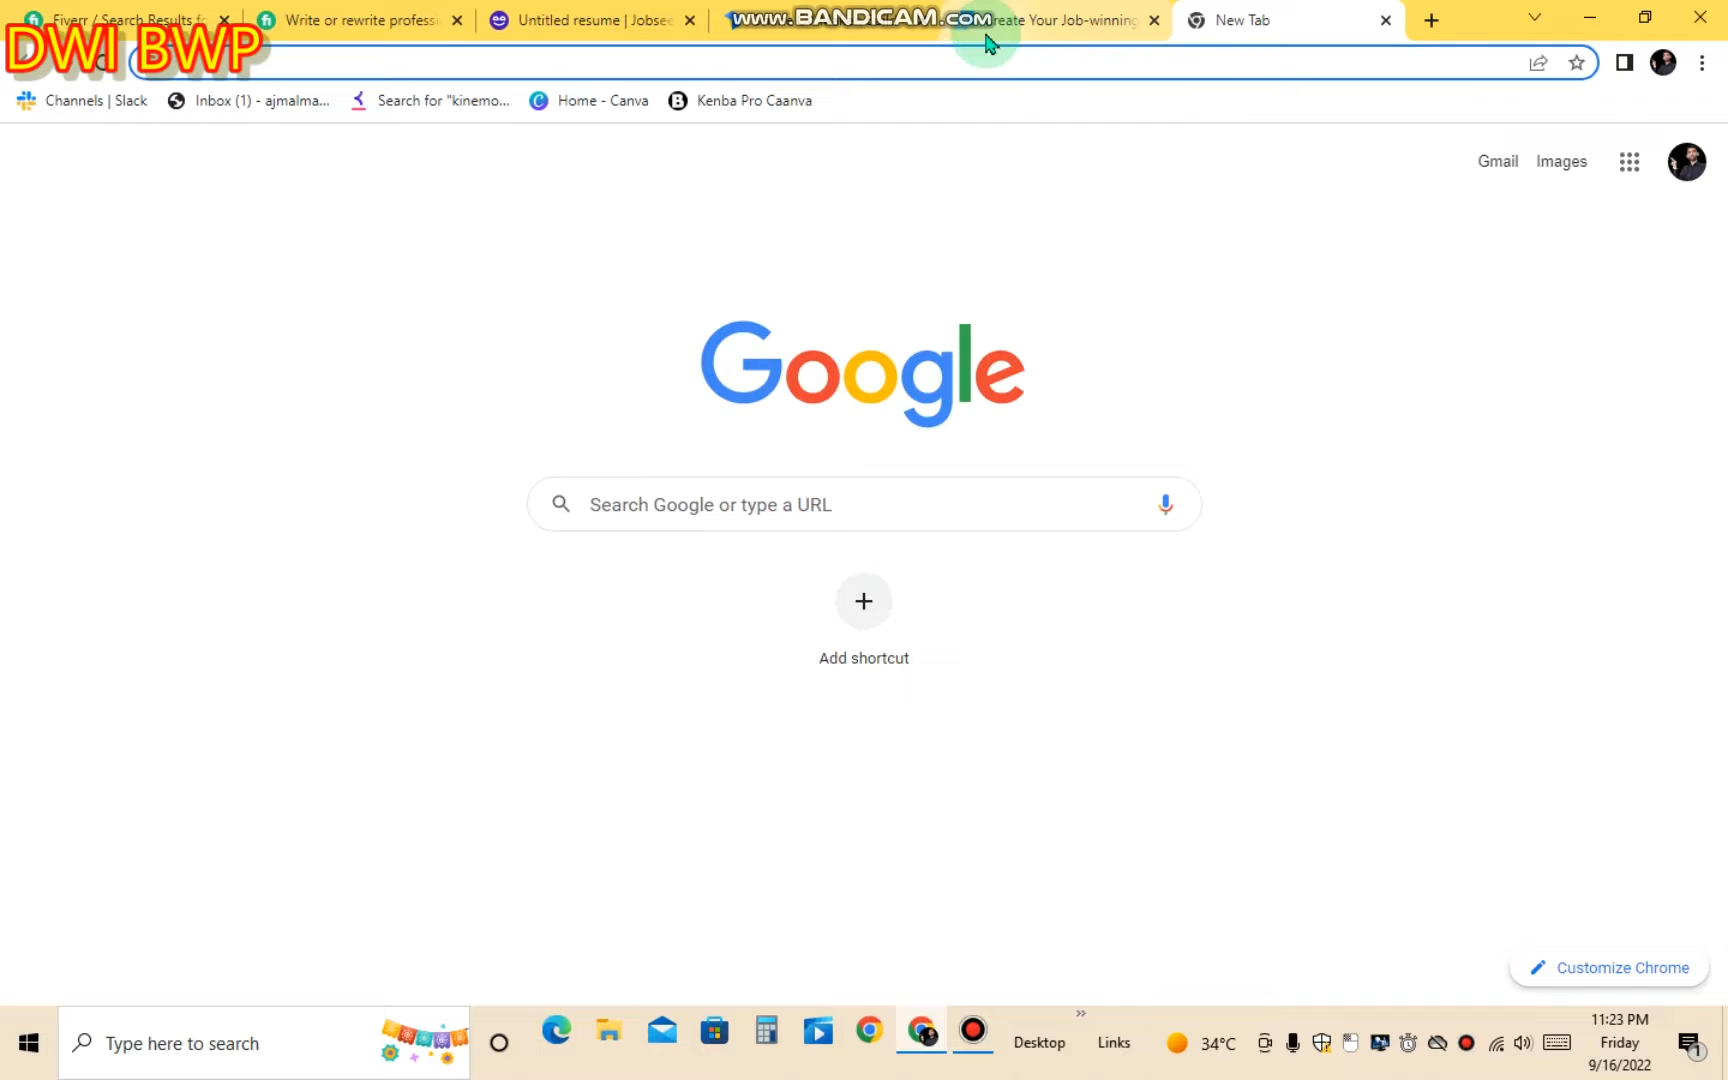 Fiverr / Search Results fo
Write or rewrite professi
Untitled resume | Jobsee
www.BANDICAM.com
reate Your Job-winning
New Tab
DWI BWP
Channels | Slack
Inbox (1) - ajmalma...
Search for "kinemo...
Home - Canva
Kenba Pro Caanva
Gmail
Images
Google
Search Google or type a URL
Add shortcut
Customize Chrome
Type here to search
Desktop
Links
34°C
11:23 PM
Friday
9/16/2022
1